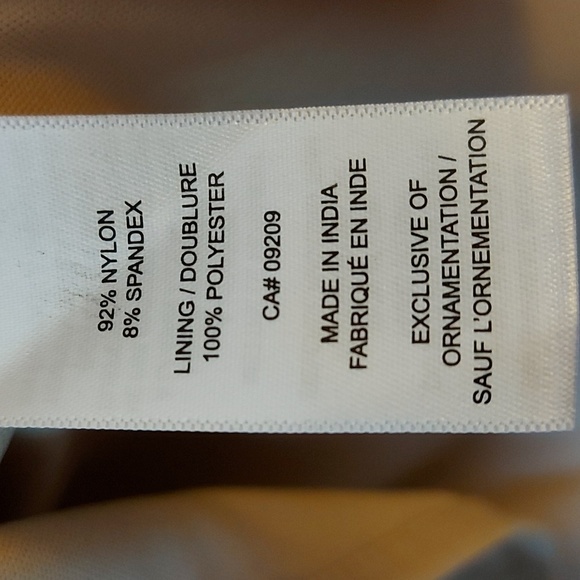 92% NYLON
8% SPANDEX
LINING / DOUBLURE
100% POLYESTER
CA# 09209
MADE IN INDIA
FABRIQUÉ EN INDE
EXCLUSIVE OF
ORNAMENTATION /
SAUF L'ORNEMENTATION